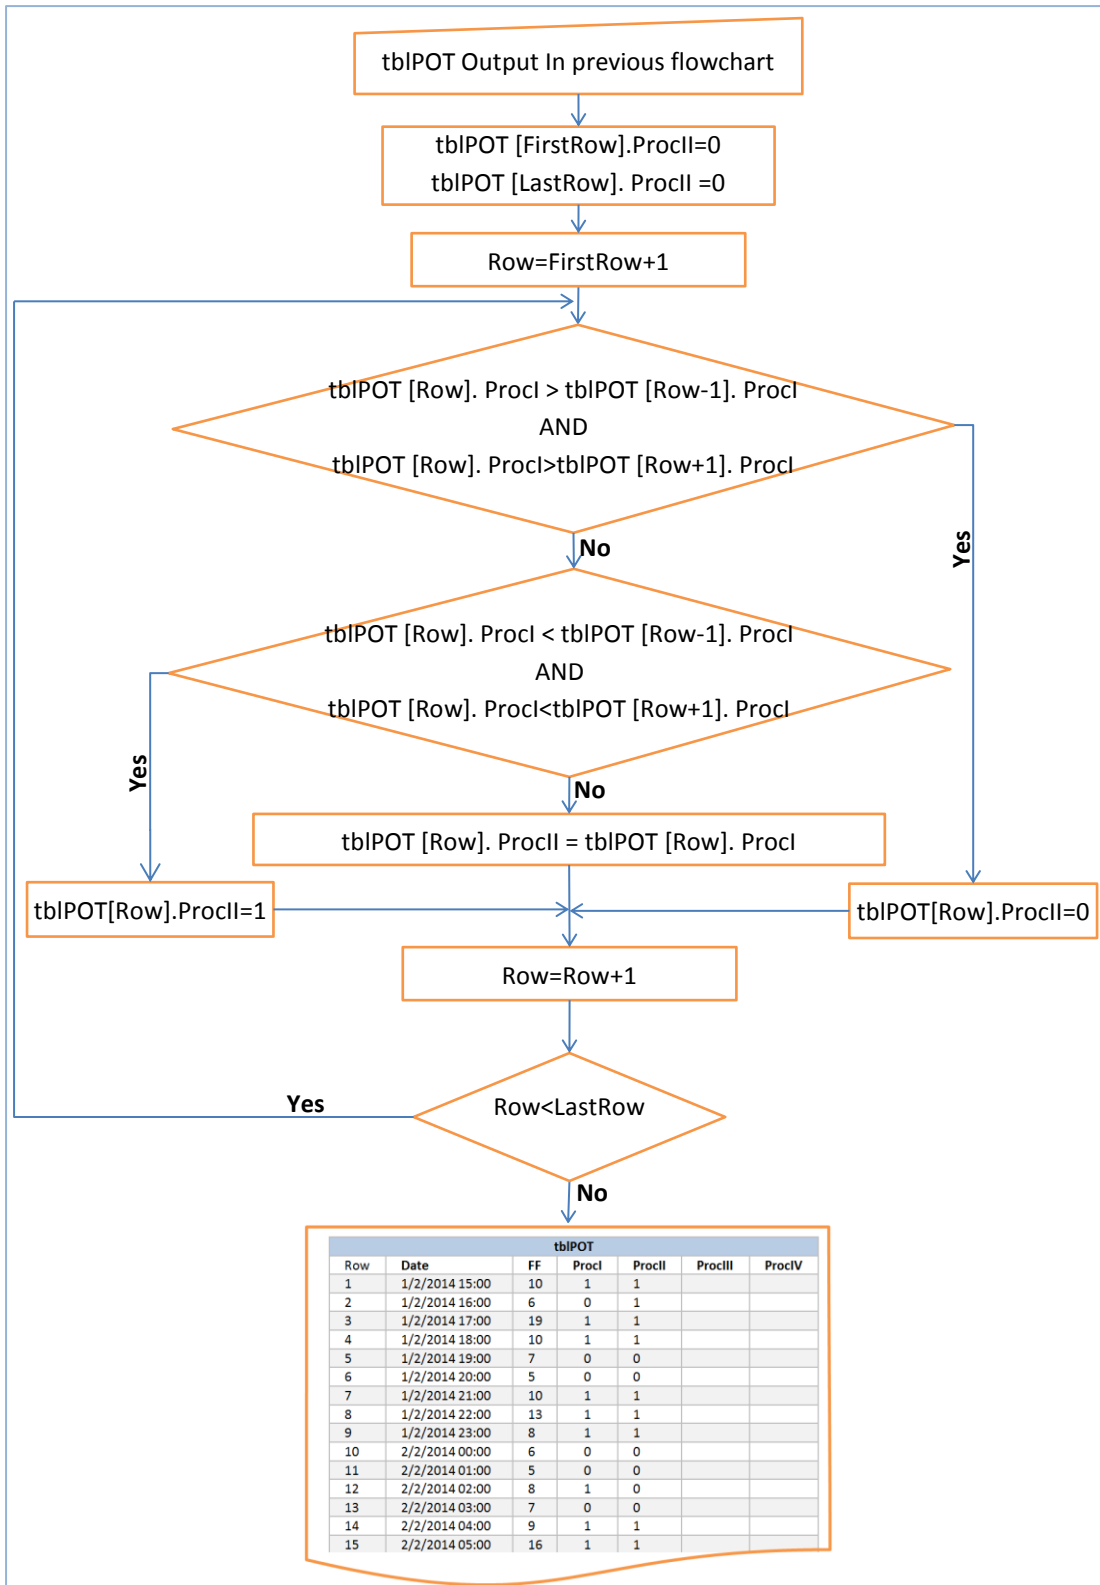 tblPOT Output In previous flowchart
tblPOT [FirstRow].ProcII=0
tblPOT [LastRow]. ProcII =0
Row=FirstRow+1
tblPOT [Row]. ProcI > tblPOT [Row-1]. ProcI
AND
tblPOT [Row]. ProcI>tblPOT [Row+1]. ProcI
No
Yes
tblPOT [Row]. ProcI < tblPOT [Row-1]. ProcI
AND
tblPOT [Row]. ProcI<tblPOT [Row+1]. ProcI
Yes
No
tblPOT [Row]. ProcII = tblPOT [Row]. ProcI
tblPOT[Row].ProcII=1
tblPOT[Row].ProcII=0
Row=Row+1
Row<LastRow
Yes
No
tblPOT
Row Date FF ProcI ProcII ProcIII ProcIV
1 1/2/2014 15:00 10 1 1
2 1/2/2014 16:00 6 0 1
3 1/2/2014 17:00 19 1 1
4 1/2/2014 18:00 10 1 1
5 1/2/2014 19:00 7 0 0
6 1/2/2014 20:00 5 0 0
7 1/2/2014 21:00 10 1 1
8 1/2/2014 22:00 13 1 1
9 1/2/2014 23:00 8 1 1
10 2/2/2014 00:00 6 0 0
11 2/2/2014 01:00 5 0 0
12 2/2/2014 02:00 8 1 0
13 2/2/2014 03:00 7 0 0
14 2/2/2014 04:00 9 1 1
15 2/2/2014 05:00 16 1 1